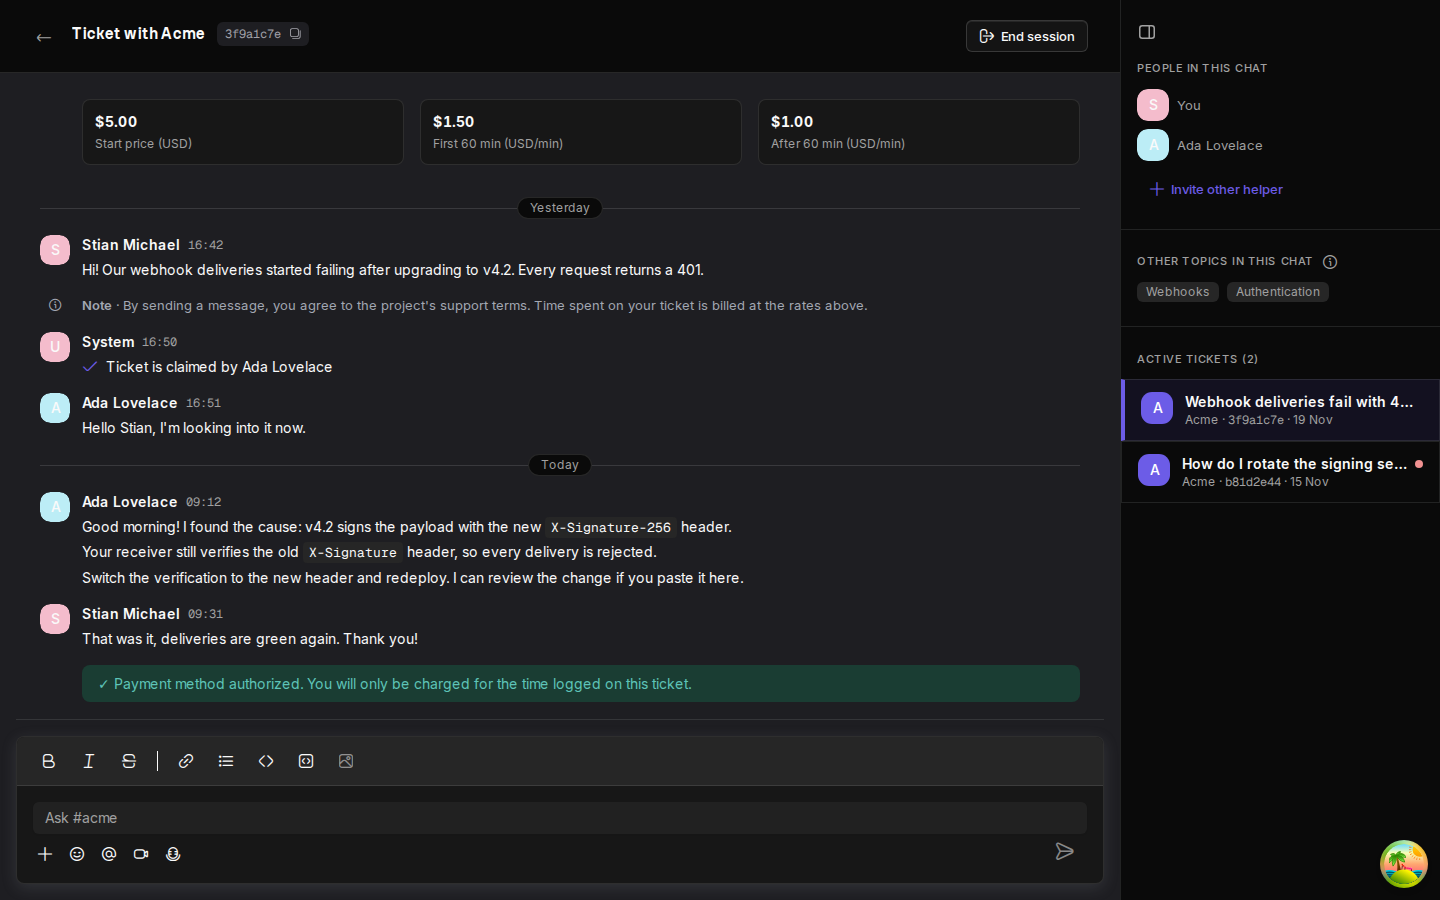 Ticket with Acme
3f9a1c7e
End session
$5.00
Start price (USD)
$1.50
First 60 min (USD/min)
$1.00
After 60 min (USD/min)
Yesterday
S
Stian Michael 16:42
Hi! Our webhook deliveries started failing after upgrading to v4.2. Every request returns a 401.
Note · By sending a message, you agree to the project's support terms. Time spent on your ticket is billed at the rates above.
U
System 16:50
✓ Ticket is claimed by Ada Lovelace
A
Ada Lovelace 16:51
Hello Stian, I'm looking into it now.
Today
A
Ada Lovelace 09:12
Good morning! I found the cause: v4.2 signs the payload with the new X-Signature-256 header.
Your receiver still verifies the old X-Signature header, so every delivery is rejected.
Switch the verification to the new header and redeploy. I can review the change if you paste it here.
S
Stian Michael 09:31
That was it, deliveries are green again. Thank you!
✓ Payment method authorized. You will only be charged for the time logged on this ticket.
Ask #acme
PEOPLE IN THIS CHAT
S
You
A
Ada Lovelace
Invite other helper
OTHER TOPICS IN THIS CHAT
Webhooks
Authentication
ACTIVE TICKETS (2)
A
Webhook deliveries fail with 4...
Acme · 3f9a1c7e · 19 Nov
A
How do I rotate the signing se...
Acme · b81d2e44 · 15 Nov